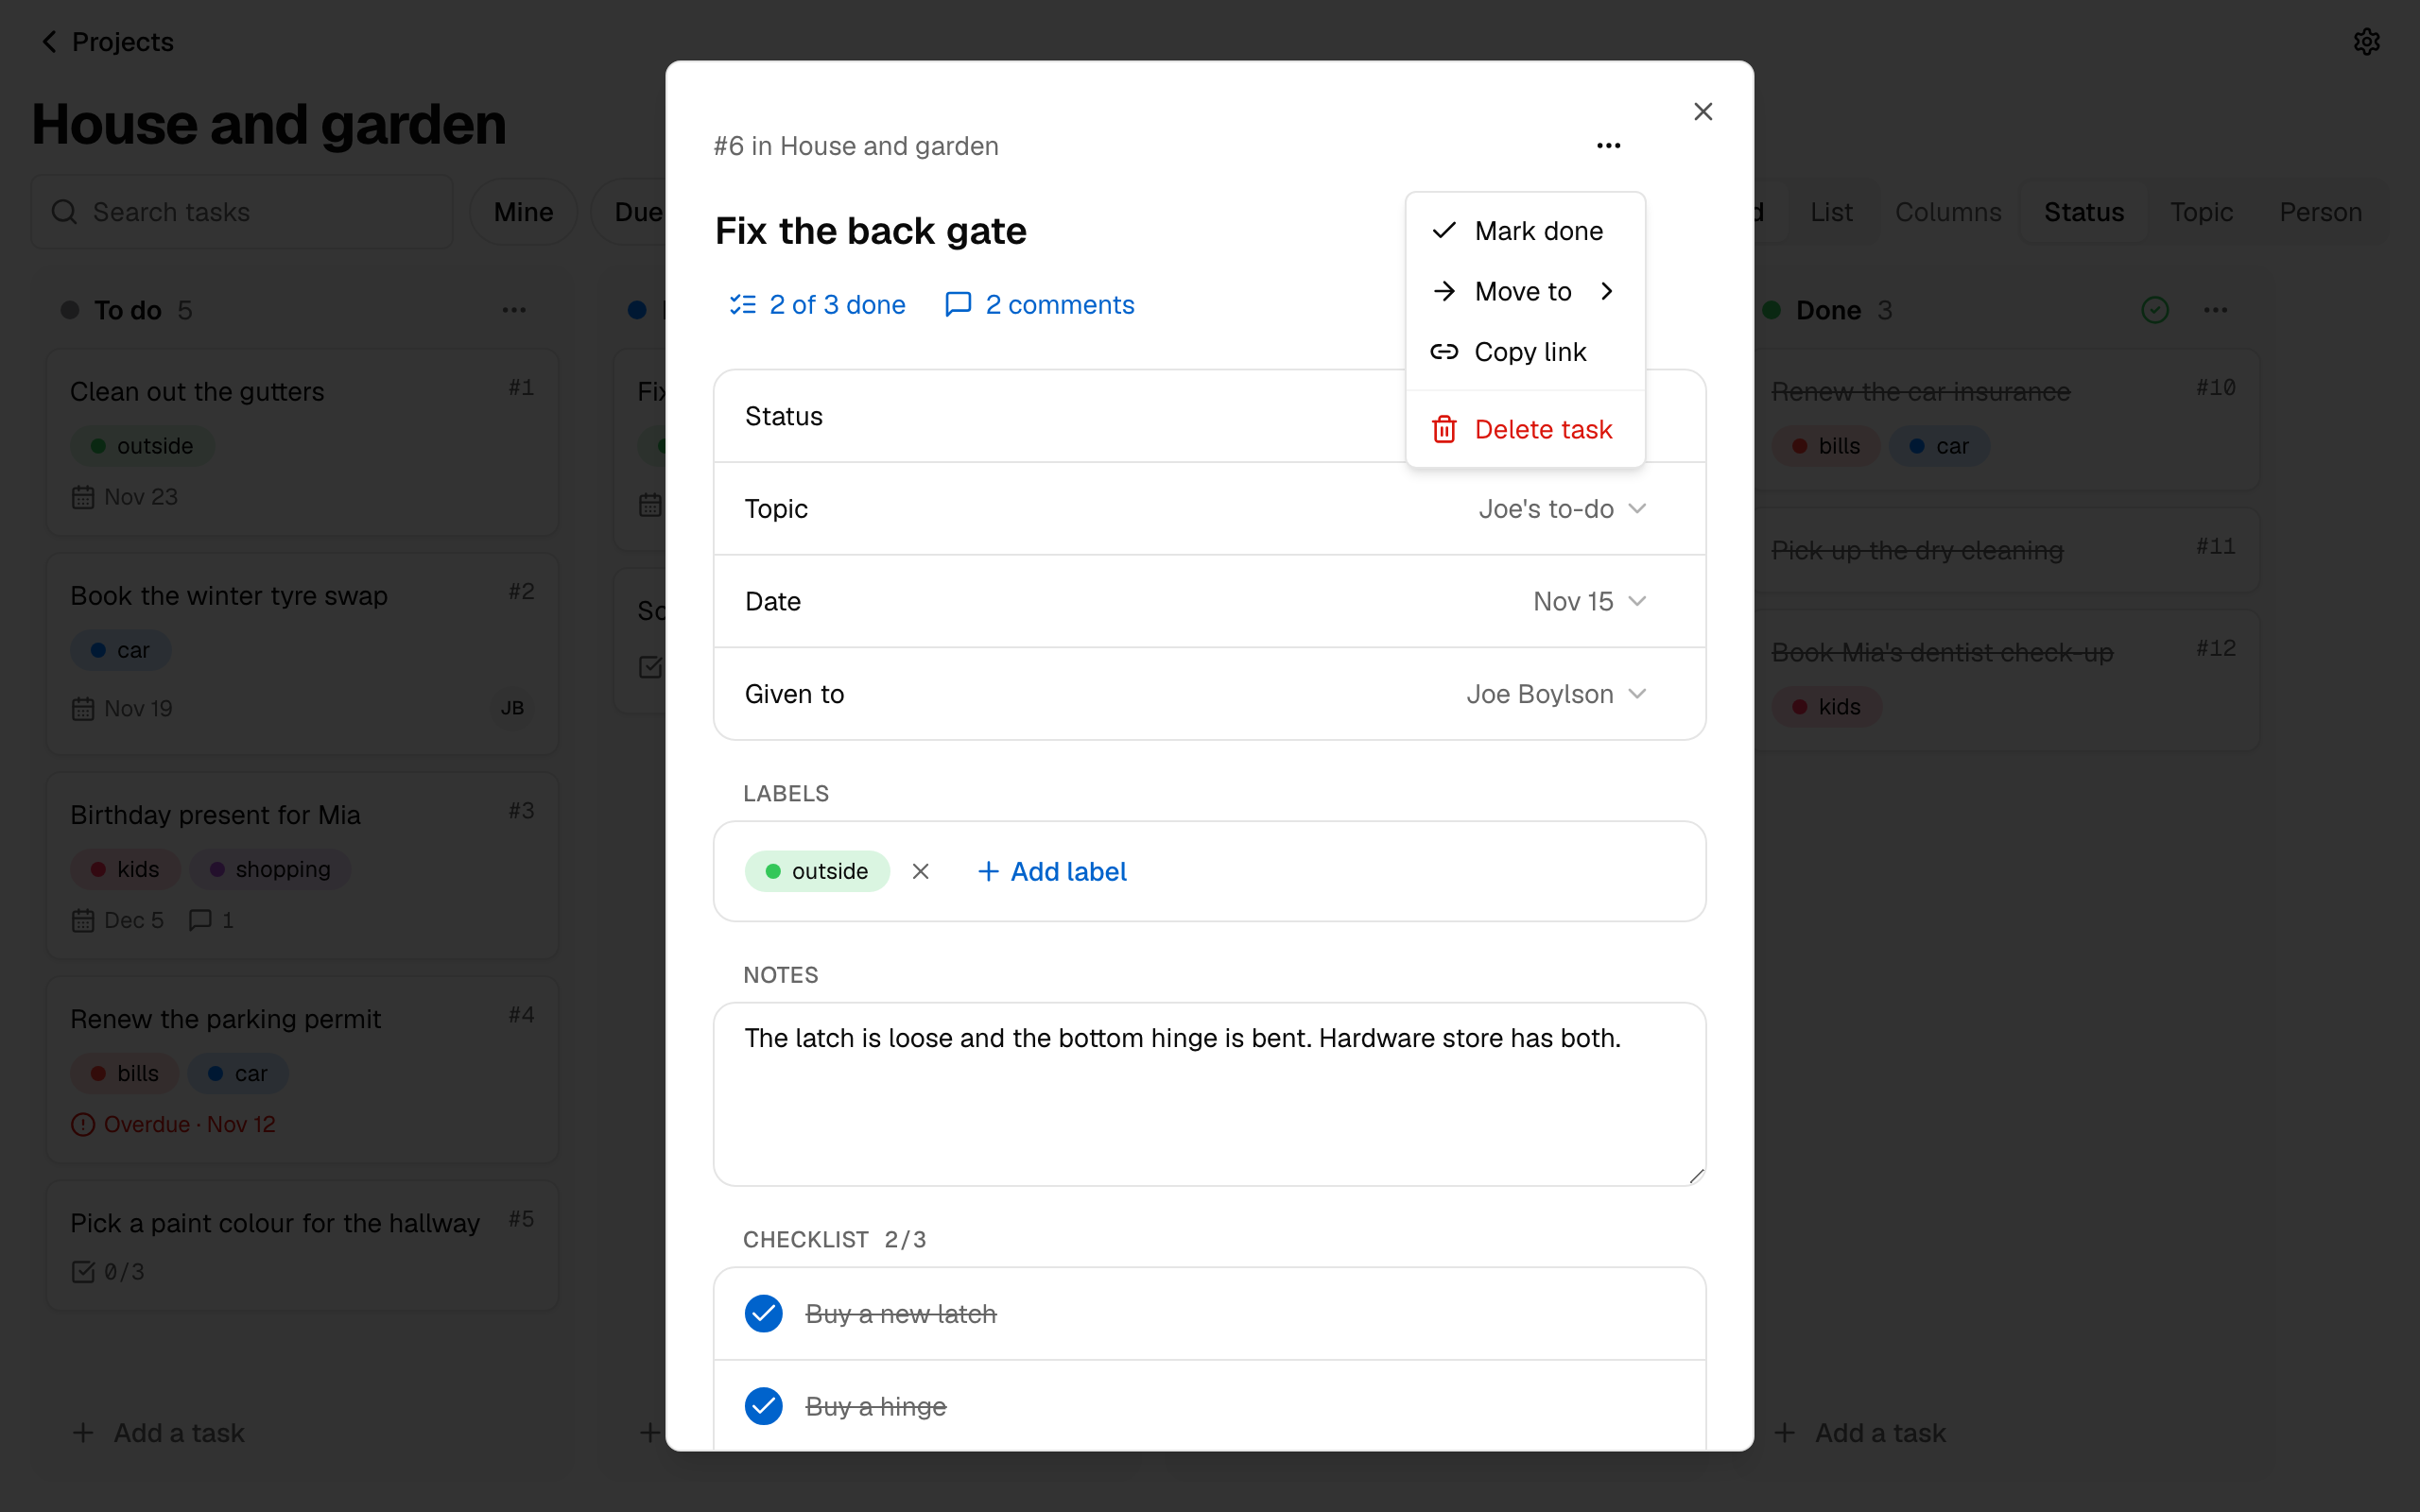 Projects
House and garden
Search tasks
Mine
Due
List
Columns
Status
Topic
Person
To do 5
Clean out the gutters #1
outside
Nov 23
Book the winter tyre swap #2
car
Nov 19
JB
Birthday present for Mia #3
kids
shopping
Dec 5
1
Renew the parking permit #4
bills
car
Overdue · Nov 12
Pick a paint colour for the hallway #5
0/3
Add a task
#6 in House and garden
Fix the back gate
2 of 3 done
2 comments
Mark done
Move to
Copy link
Delete task
Status
Topic Joe's to-do
Date Nov 15
Given to Joe Boylson
LABELS
outside
Add label
NOTES
The latch is loose and the bottom hinge is bent. Hardware store has both.
CHECKLIST 2/3
Buy a new latch
Buy a hinge
Done 3
Renew the car insurance #10
bills
car
Pick up the dry cleaning #11
Book Mia's dentist check-up #12
kids
Add a task